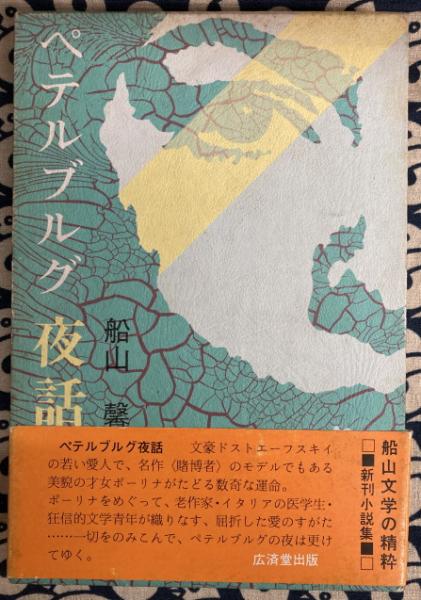 ペテルブルグ夜話
船山馨
ペテルブルグ夜話　文豪ドストエーフスキイ
の若い愛人で、名作〈賭博者〉のモデルでもある
美貌の才女ポーリナがたどる数奇な運命。
ポーリナをめぐって、老作家・イタリアの医学生・
狂信的文学青年が織りなす、屈折した愛のすがた
………一切をのみこんで、ペテルブルグの夜は更け
てゆく。
広済堂出版
船山文学の精粋
□■新刊小説集■□